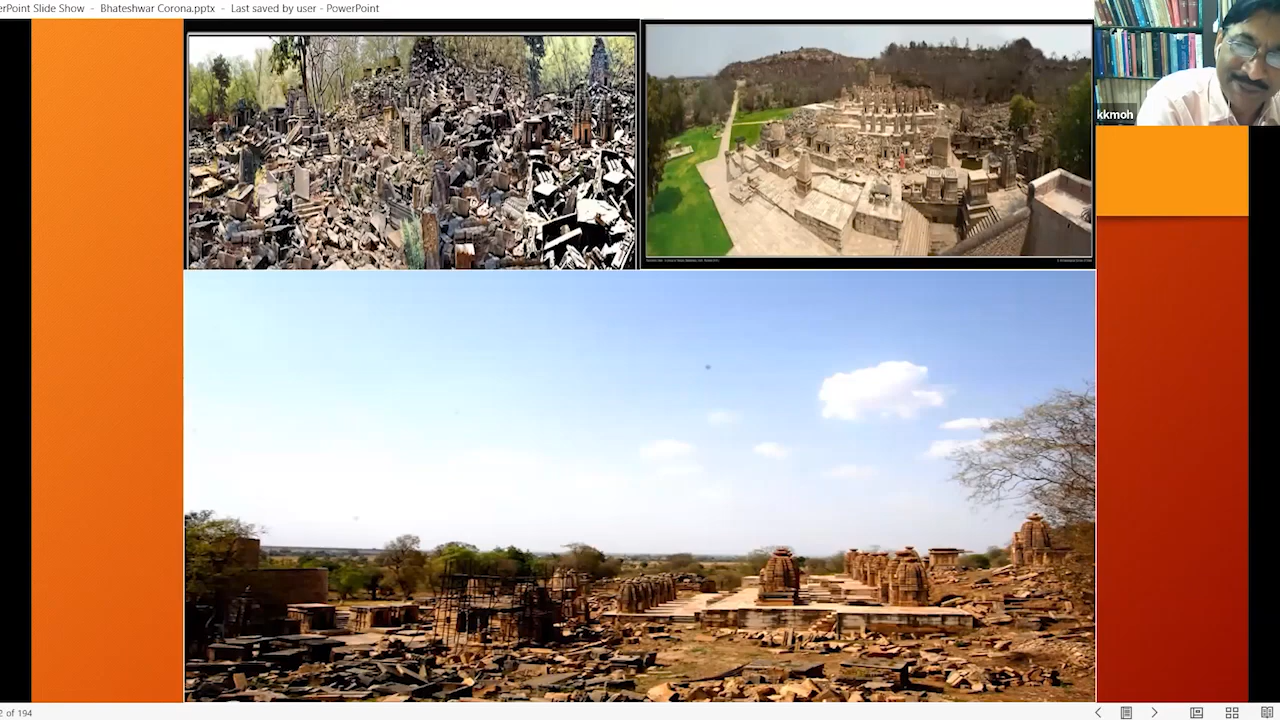 erPoint Slide Show - Bhateshwar Corona.pptx - Last saved by user - PowerPoint
kkmoh
2 of 194